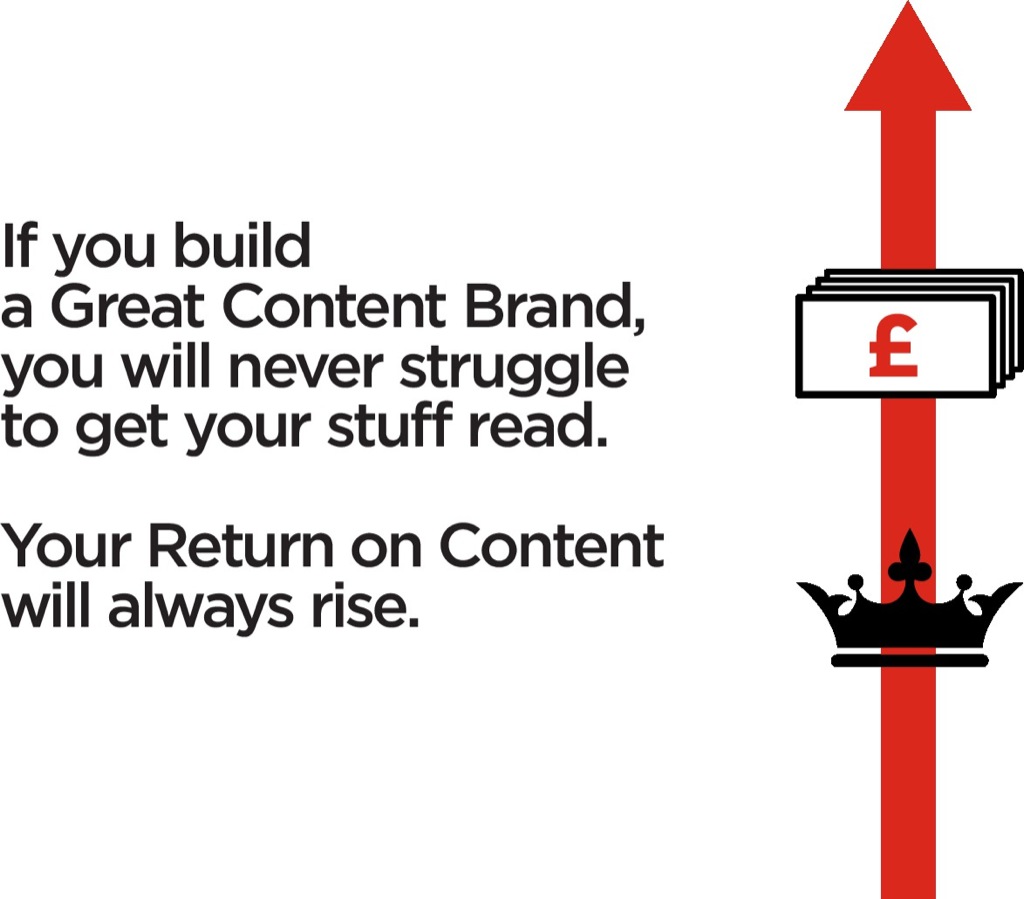 If you build
a Great Content Brand,
you will never struggle
to get your stuff read.
Your Return on Content
will always rise.
£